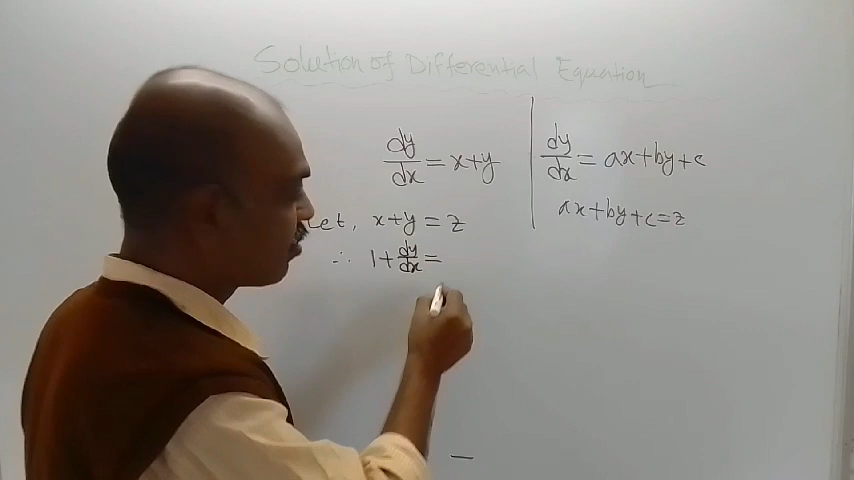 Solution of Differential Equation
dy/dx = x+y
let, x+y = z
∴ 1+dy/dx =
dy/dx = ax+by+c
ax+by+c=z